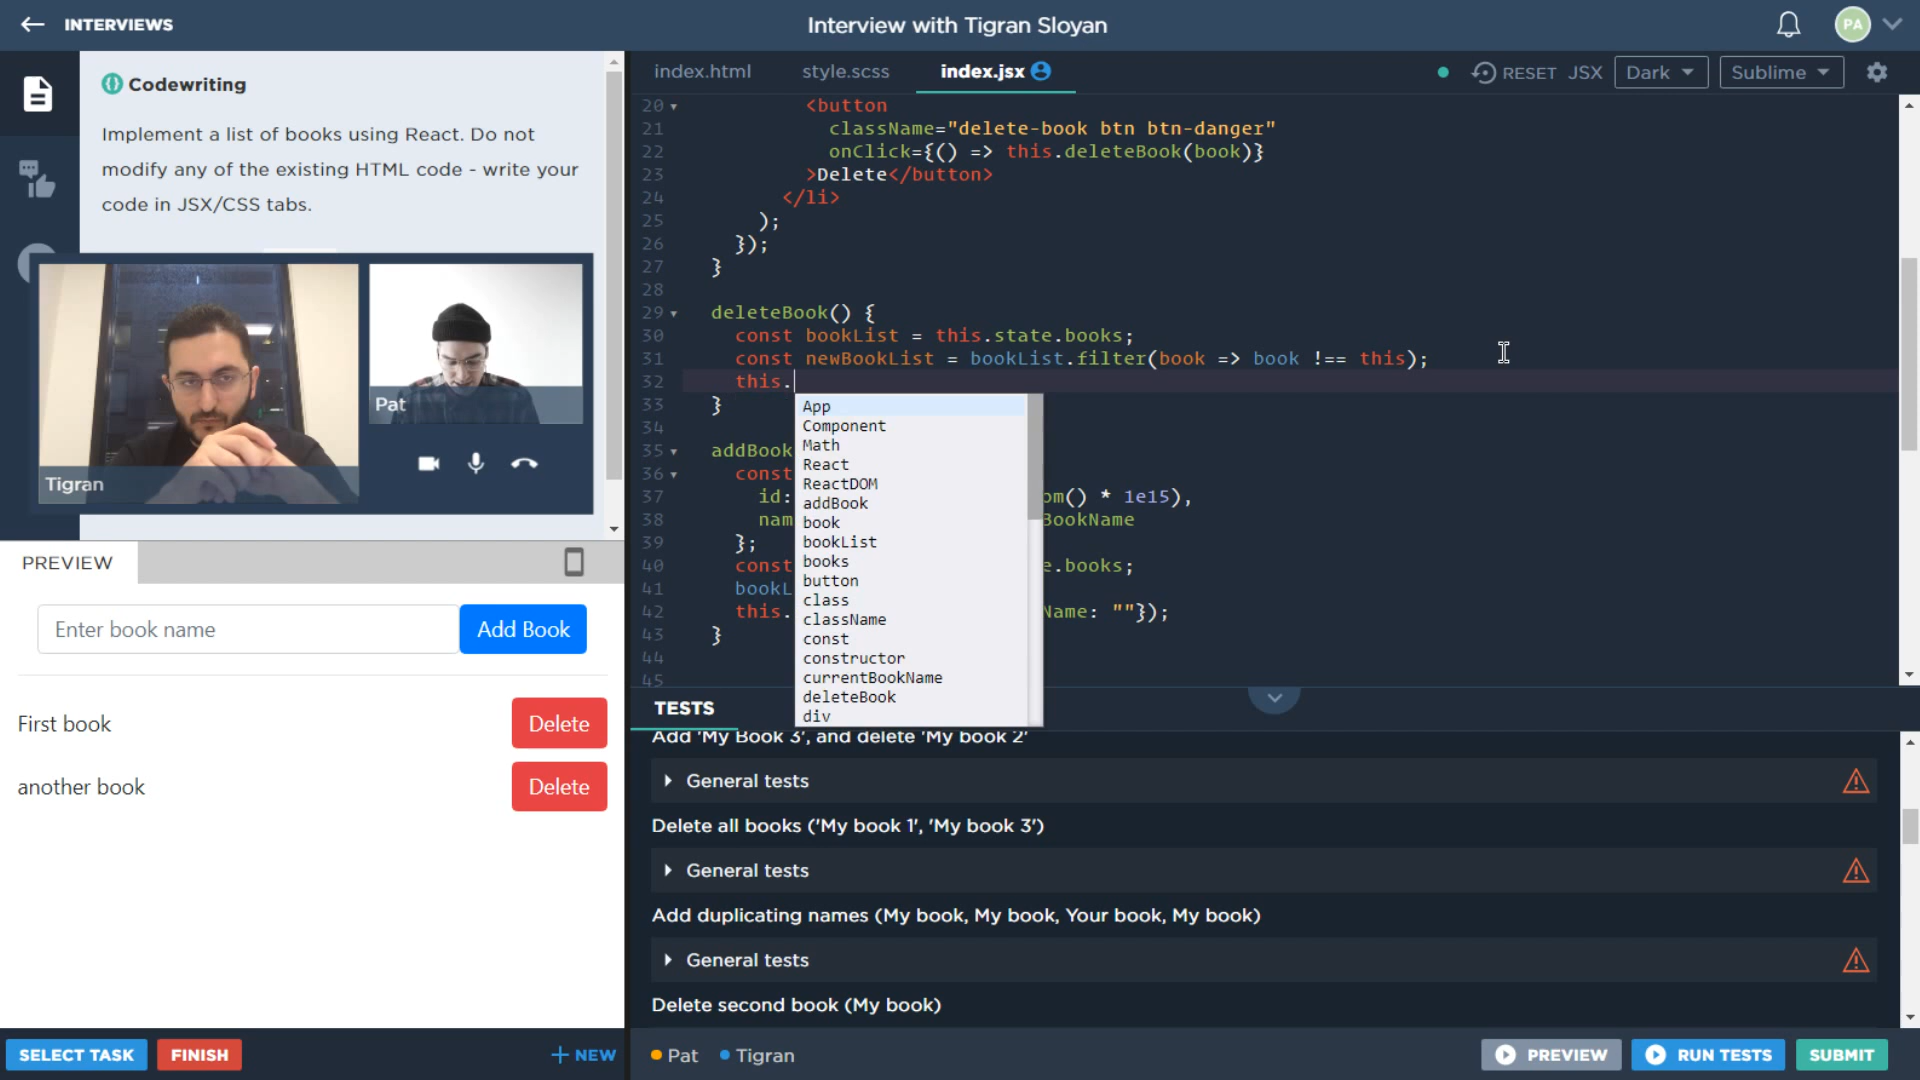 INTERVIEWS
Interview with Tigran Sloyan
PA
Codewriting
Implement a list of books using React. Do not
modify any of the existing HTML code - write your
code in JSX/CSS tabs.
Tigran
Pat
PREVIEW
Enter book name
Add Book
First book
Delete
another book
Delete
SELECT TASK
FINISH
+ NEW
index.html
style.scss
index.jsx
RESET
JSX
Dark
Sublime
20 <button
21 className="delete-book btn btn-danger"
22 onClick={() => this.deleteBook(book)}
23 >Delete</button>
24 </li>
25 );
26 });
27 }
28
29 deleteBook() {
30 const bookList = this.state.books;
31 const newBookList = bookList.filter(book => book !== this);
32 this.
33 }
34
35 addBook
36 const
37 id: om() * 1e15),
38 nam BookName
39 };
40 const e.books;
41 bookL
42 this. Name: ""});
43 }
44
45
App
Component
Math
React
ReactDOM
addBook
book
bookList
books
button
class
className
const
constructor
currentBookName
deleteBook
div
TESTS
Add 'My Book 3', and delete 'My book 2'
General tests
Delete all books ('My book 1', 'My book 3')
General tests
Add duplicating names (My book, My book, Your book, My book)
General tests
Delete second book (My book)
Pat
Tigran
PREVIEW
RUN TESTS
SUBMIT